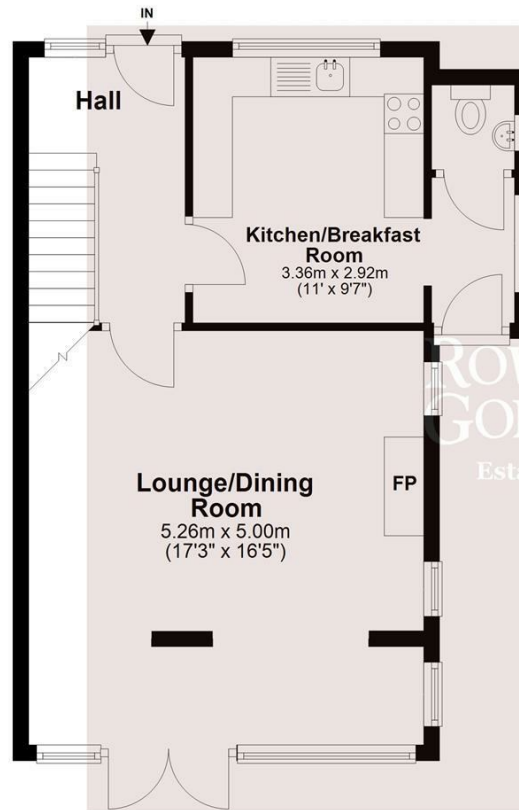 IN
Hall
Kitchen/Breakfast
Room
3.36m x 2.92m
(11' x 9'7")
Lounge/Dining
Room
5.26m x 5.00m
(17'3" x 16'5")
FP